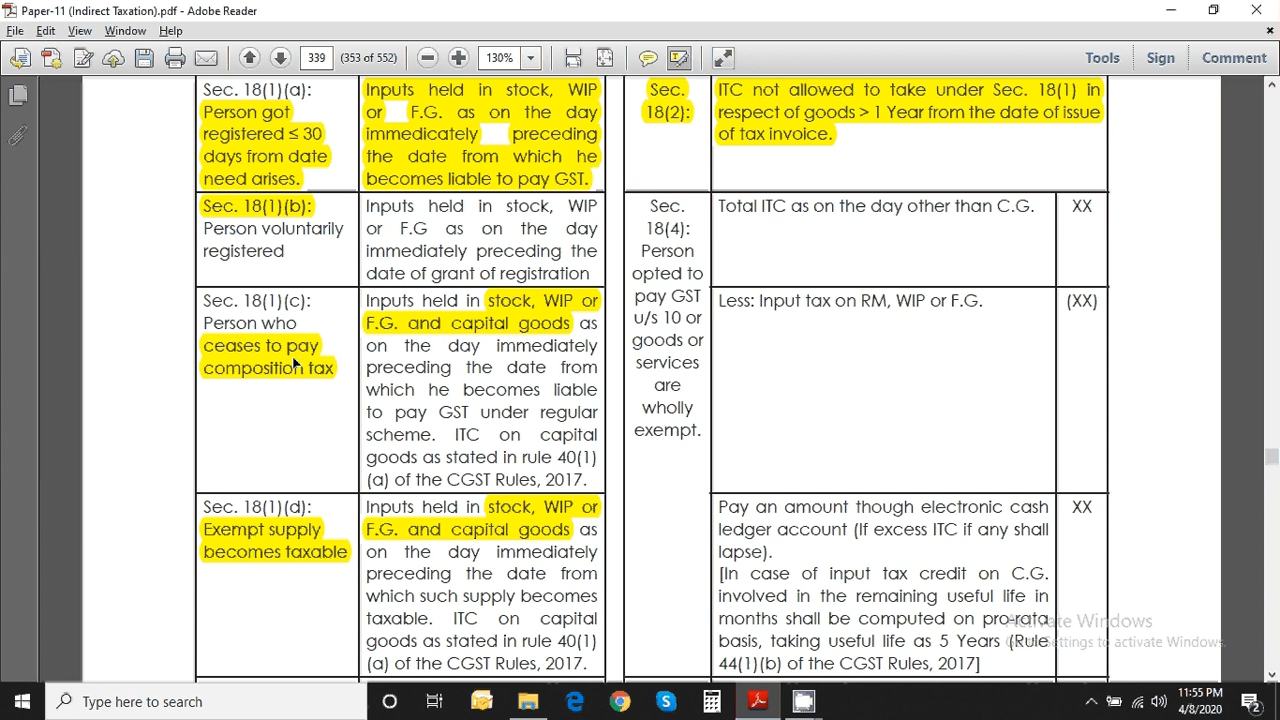 Paper-11 (Indirect Taxation).pdf - Adobe Reader
File Edit View Window Help
339 (353 of 552) 130% Tools Sign Comment
Sec. 18(1)(a):
Person got
registered ≤ 30
days from date
need arises.
Inputs held in stock, WIP
or F.G. as on the day
immedicately preceding
the date from which he
becomes liable to pay GST.
Sec.
18(2):
ITC not allowed to take under Sec. 18(1) in
respect of goods > 1 Year from the date of issue
of tax invoice.
Sec. 18(1)(b):
Person voluntarily
registered
Inputs held in stock, WIP
or F.G as on the day
immediately preceding the
date of grant of registration
Sec.
18(4):
Person
opted to
pay GST
u/s 10 or
goods or
services
are
wholly
exempt.
Total ITC as on the day other than C.G.
XX
Sec. 18(1)(c):
Person who
ceases to pay
composition tax
Inputs held in stock, WIP or
F.G. and capital goods as
on the day immediately
preceding the date from
which he becomes liable
to pay GST under regular
scheme. ITC on capital
goods as stated in rule 40(1)
(a) of the CGST Rules, 2017.
Less: Input tax on RM, WIP or F.G.
(XX)
Sec. 18(1)(d):
Exempt supply
becomes taxable
Inputs held in stock, WIP or
F.G. and capital goods as
on the day immediately
preceding the date from
which such supply becomes
taxable. ITC on capital
goods as stated in rule 40(1)
(a) of the CGST Rules, 2017.
Pay an amount though electronic cash
ledger account (If excess ITC if any shall
lapse).
[In case of input tax credit on C.G.
involved in the remaining useful life in
months shall be computed on pro-rata
basis, taking useful life as 5 Years (Rule
44(1)(b) of the CGST Rules, 2017]
XX
Activate Windows
Go to Settings to activate Windows.
Type here to search
11:55 PM
4/8/2020
2